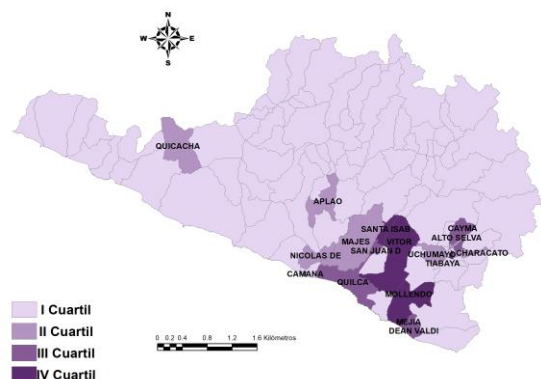 N
W E
S
QUICACHA
APLAO
SANTA ISAB
CAYMA
VITOR
ALTO SELVA
MAJES
SAN JUAN D
UCHUMAYO
CHARACATO
NICOLAS DE
TIABAYA
CAMANA
QUILCA
MOLLENDO
MEJIA
DEAN VALDI
I Cuartil
II Cuartil
III Cuartil
IV Cuartil
0 0.2 0.4 0.8 1.2 1.6 Kilómetros